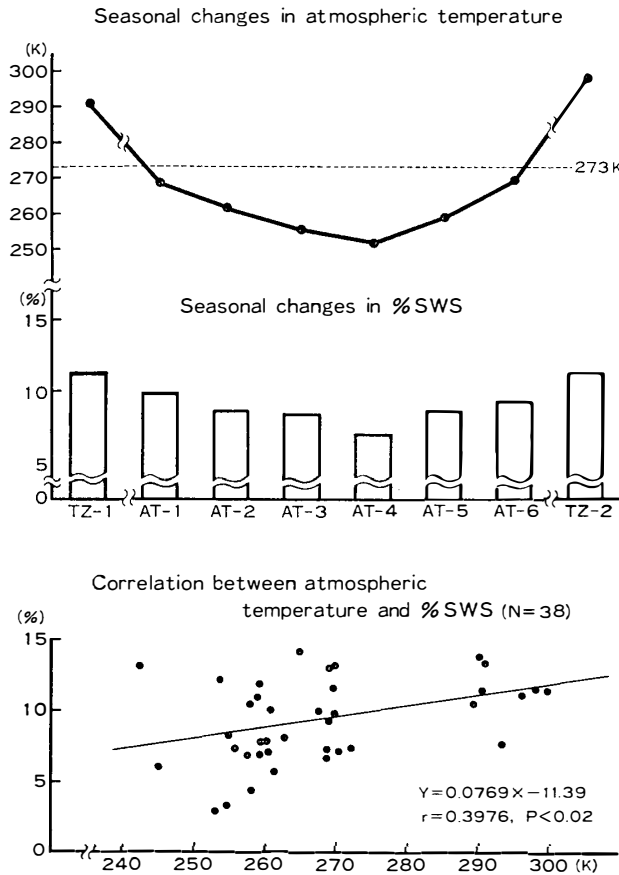 Seasonal changes in atmospheric temperature
(K)
300
290
280
273K
270
260
250
(%)
Seasonal changes in %SWS
15
10
5
0
TZ-1 AT-1 AT-2 AT-3 AT-4 AT-5 AT-6 TZ-2
Correlation between atmospheric
temperature and %SWS (N=38)
(%)
15
10
5
Y=0.0769×-11.39
r=0.3976, P<0.02
0
240 250 260 270 280 290 300 (K)